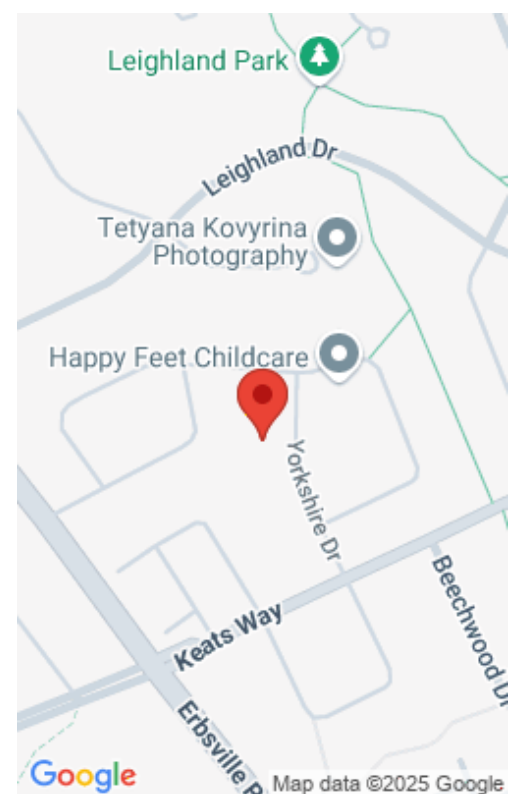 Leighland Park
Leighland Dr
Tetyana Kovyrina
Photography
Happy Feet Childcare
Yorkshire Dr
Keats Way
Beechwood Dr
Erbsville R
Google
Map data ©2025 Google